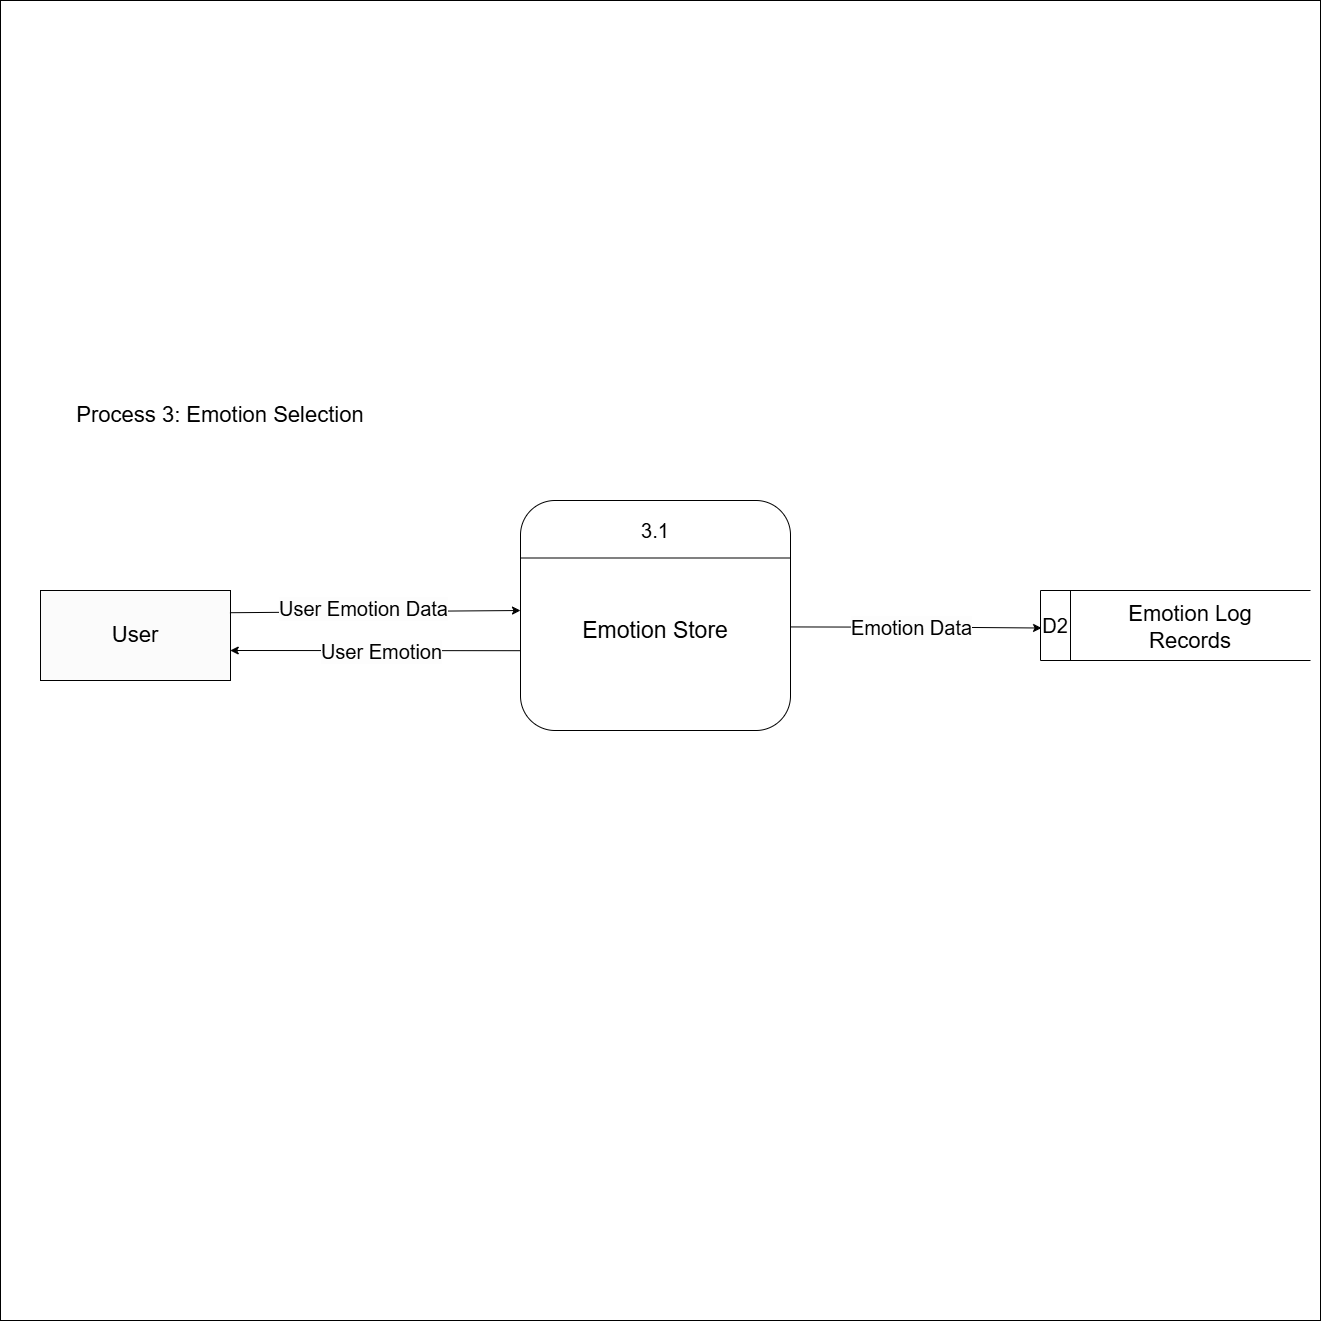 Process 3: Emotion Selection
3.1
User
User Emotion Data
User Emotion
Emotion Store
Emotion Data
D2
Emotion Log
Records